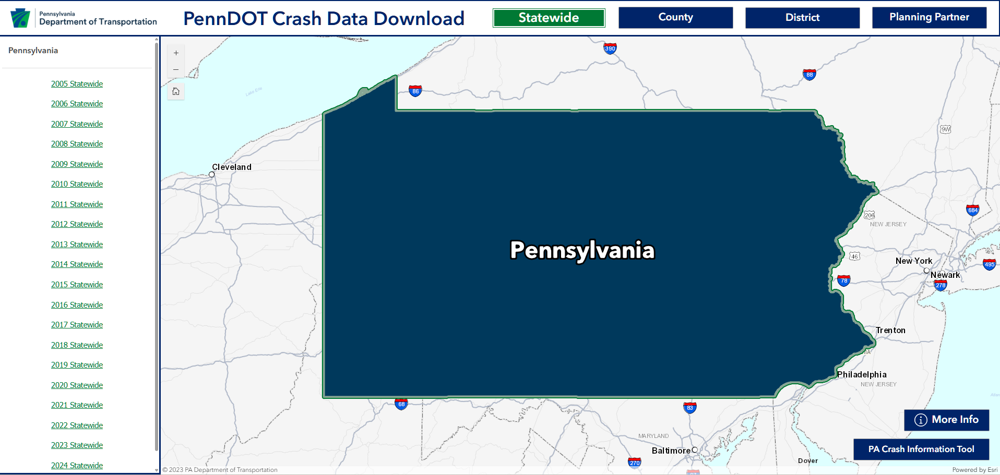 Pennsylvania
Department of Transportation
PennDOT Crash Data Download
Statewide
County
District
Planning Partner
Pennsylvania
2005 Statewide
2006 Statewide
2007 Statewide
2008 Statewide
2009 Statewide
2010 Statewide
2011 Statewide
2012 Statewide
2013 Statewide
2014 Statewide
2015 Statewide
2016 Statewide
2017 Statewide
2018 Statewide
2019 Statewide
2020 Statewide
2021 Statewide
2022 Statewide
2023 Statewide
2024 Statewide
+
−
390
88
86
Lake Erie
9W
Cleveland
684
206
NEW JERSEY
Pennsylvania
46
New York
495
Newark
78
278
Trenton
Philadelphia
NEW JERSEY
68
83
More Info
MARYLAND
Baltimore
PA Crash Information Tool
270
Dover
© 2023 PA Department of Transportation
Powered by Esri